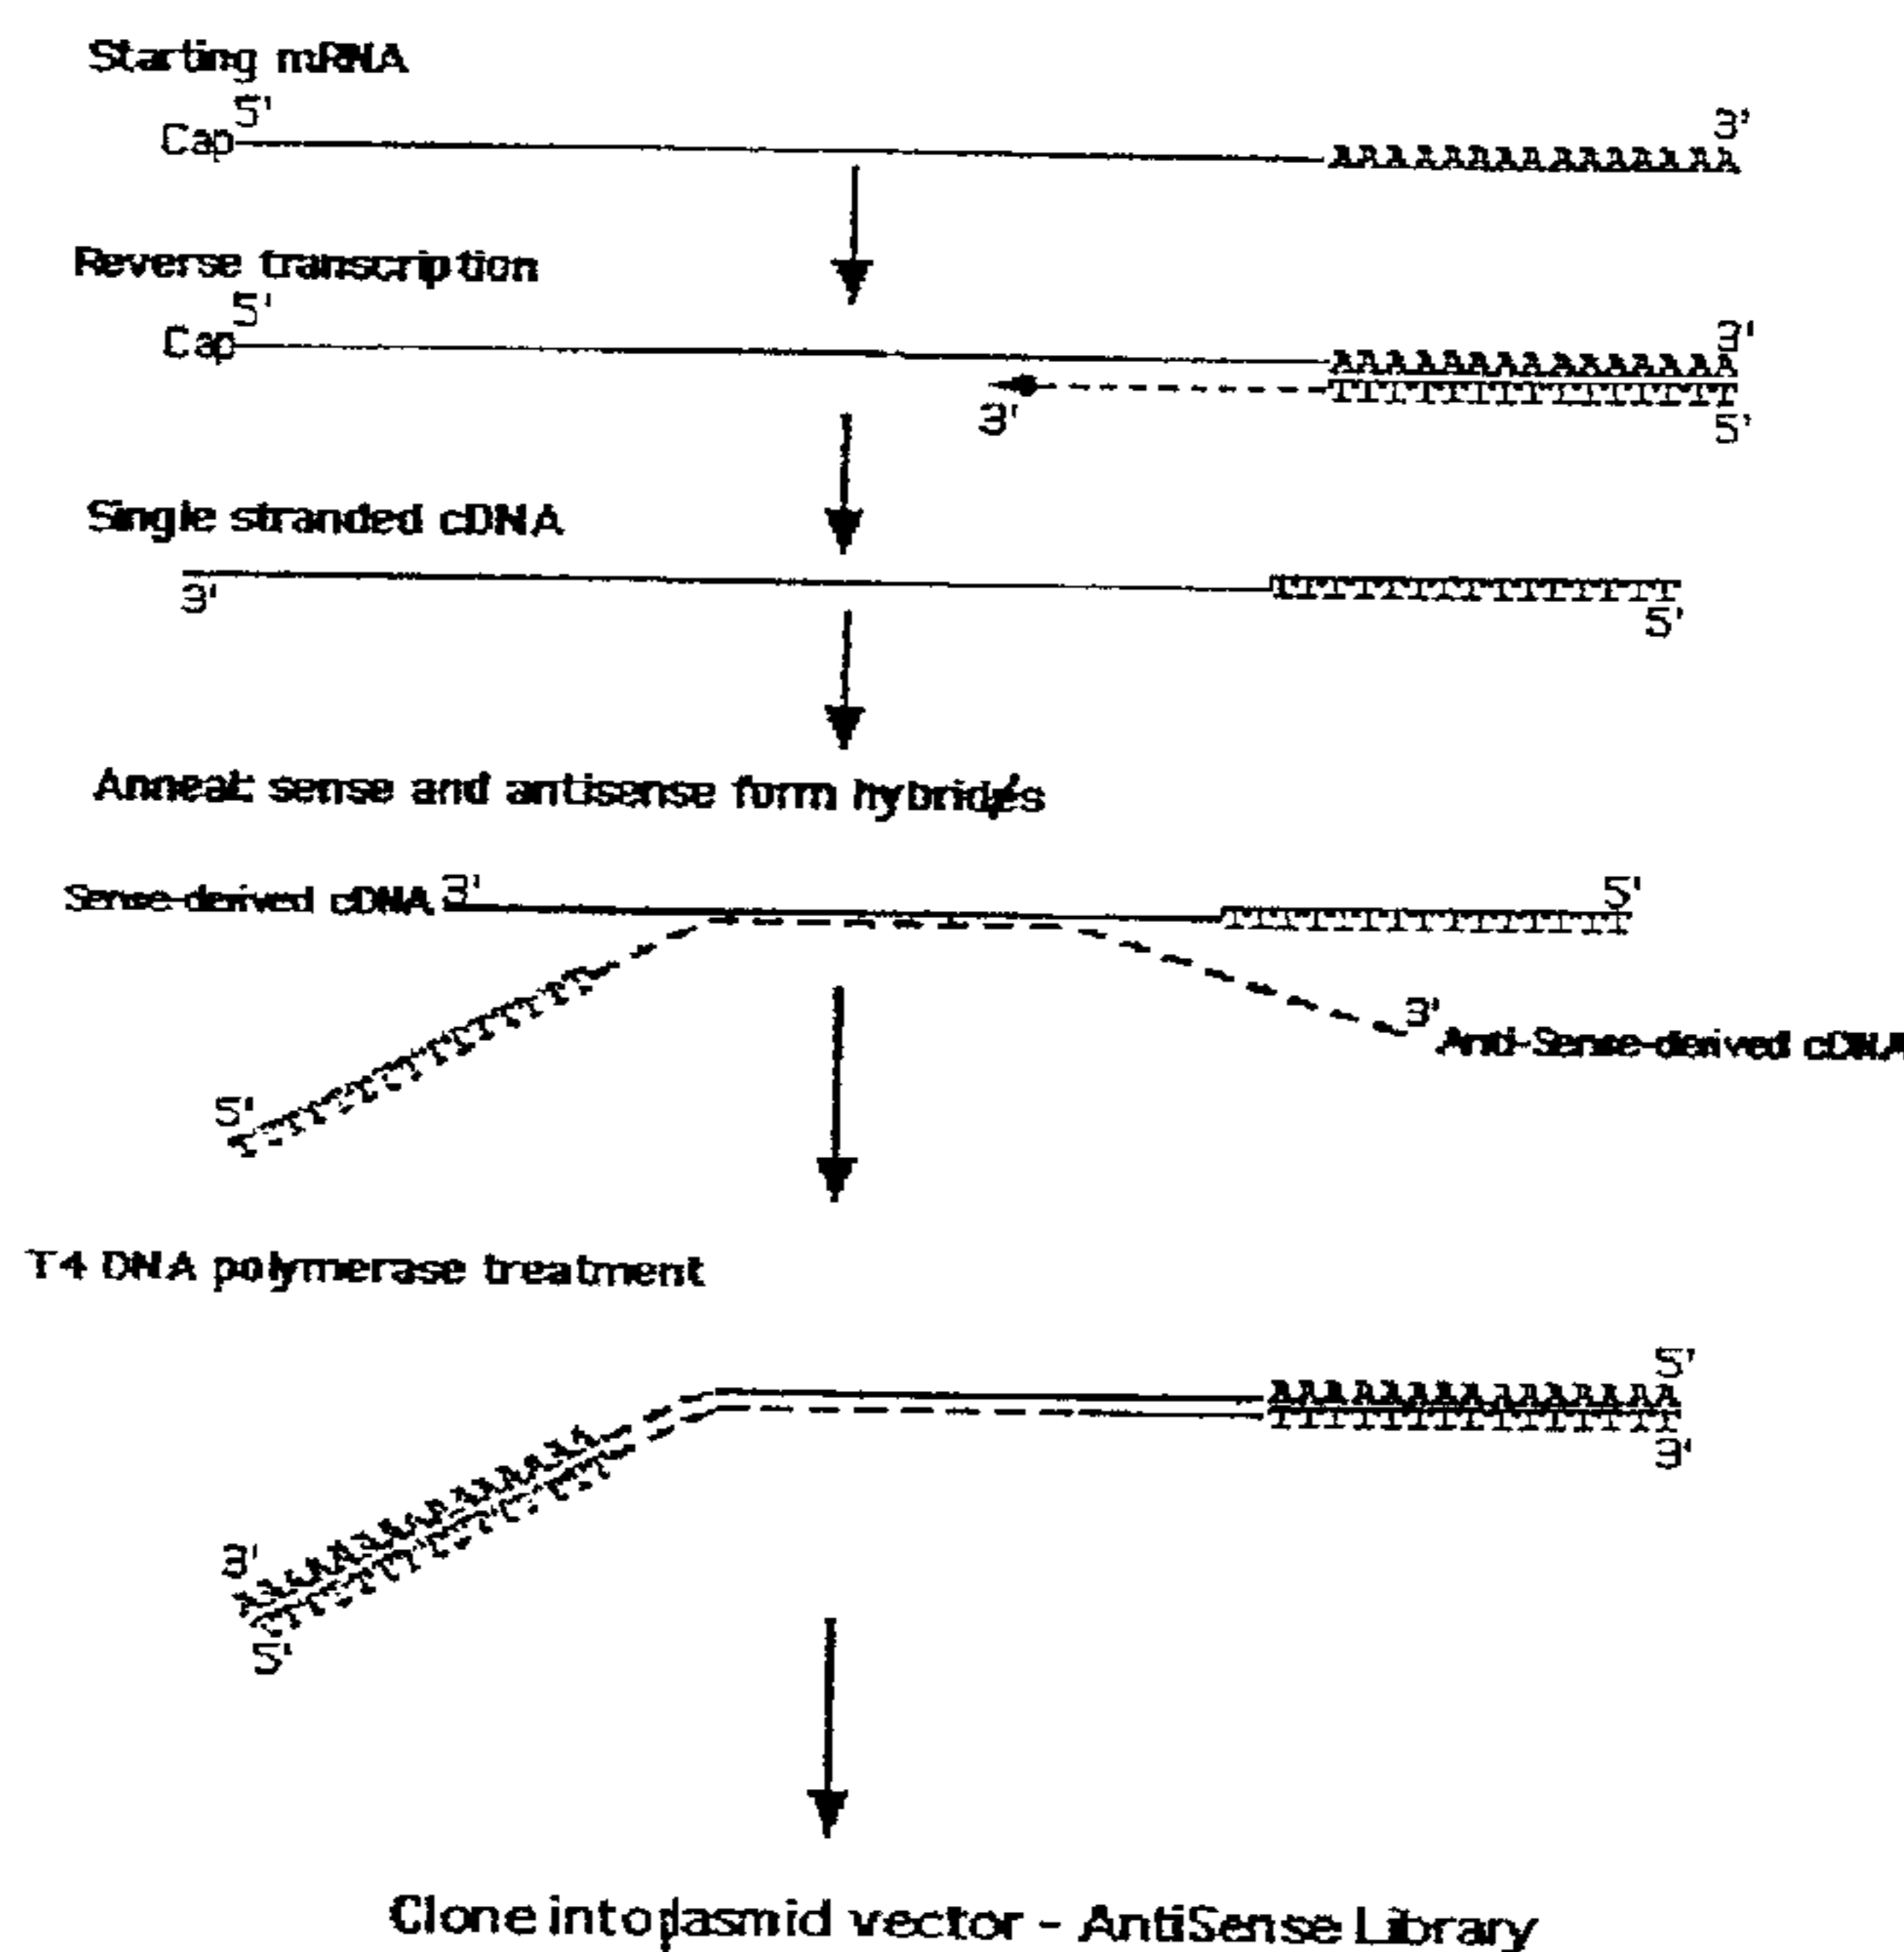 Starting mRNA
5'
3'
Cap
AAAAAAAAAAAAAAA
Reverse transcription
5'
3'
Cap
AAAAAAAAAAAAAAA
TTTTTTTTTTTTTTT
3'
5'
Single stranded cDNA
TTTTTTTTTTTTTTT
3'
5'
Anneal sense and antisense form hybrids
Sense-derived cDNA 3'
5'
TTTTTTTTTTTTTTT
3'
Anti-Sense-derived cDNA
5'
T4 DNA polymerase treatment
5'
AAAAAAAAAAAAAAA
TTTTTTTTTTTTTTT
3'
3'
5'
Clone into plasmid vector - AntiSense Library